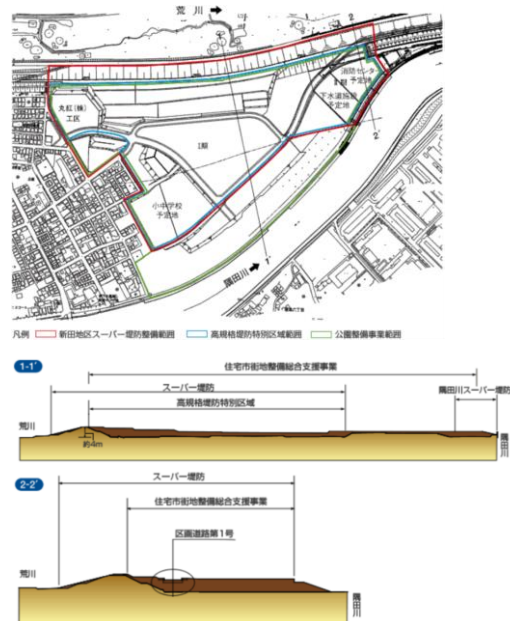 荒川
消防センター
予定地
Ⅱ期
下水道施設
予定地
丸紅(株)
工区
Ⅰ期
小中学校
予定地
隅田川
凡例 新田地区スーパー堤防整備範囲 高規格堤防特別区域範囲 公園整備事業範囲
1-1'
住宅市街地整備総合支援事業
スーパー堤防
隅田川スーパー堤防
高規格堤防特別区域
荒川
約4m
隅田川
2-2'
スーパー堤防
住宅市街地整備総合支援事業
区画道路第1号
荒川
隅田川